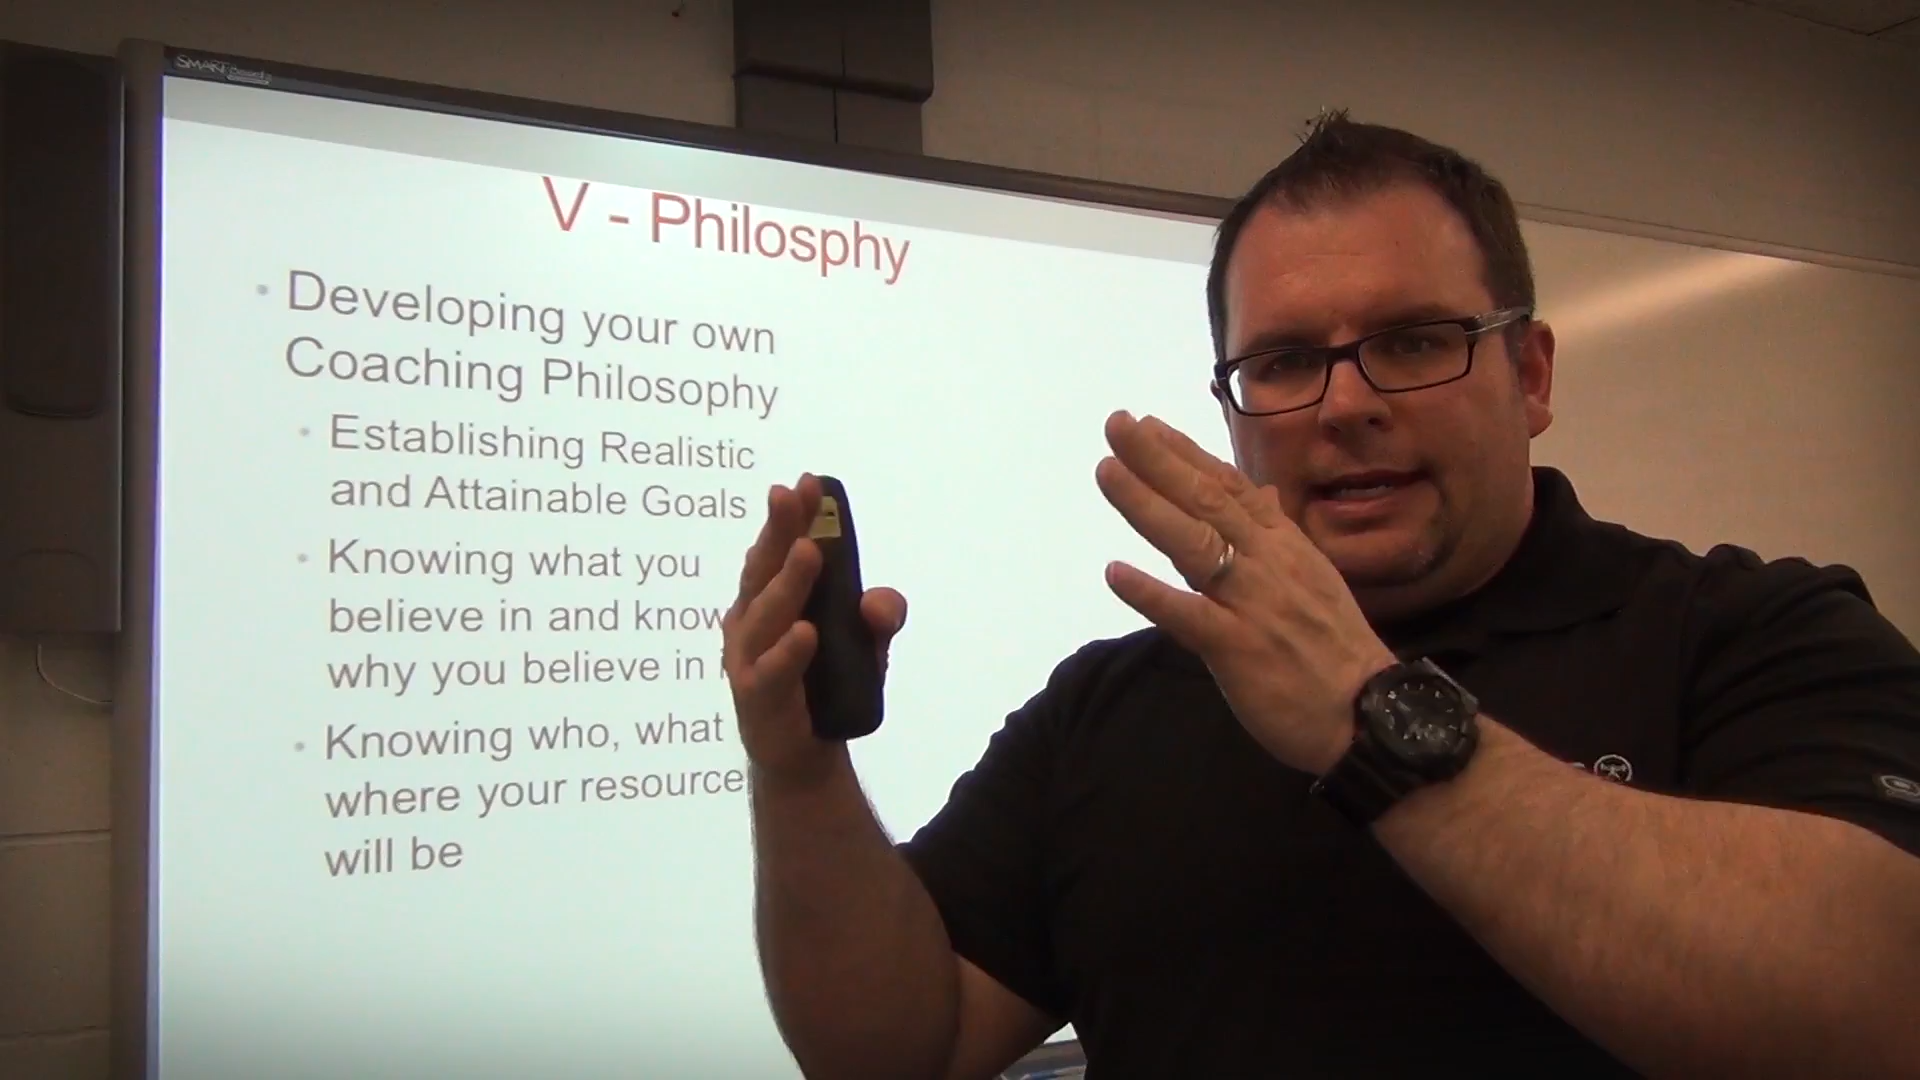 SMART Board
V - Philosphy
Developing your own
Coaching Philosophy
Establishing Realistic
and Attainable Goals
Knowing what you
believe in and know
why you believe in
Knowing who, what
where your resource
will be